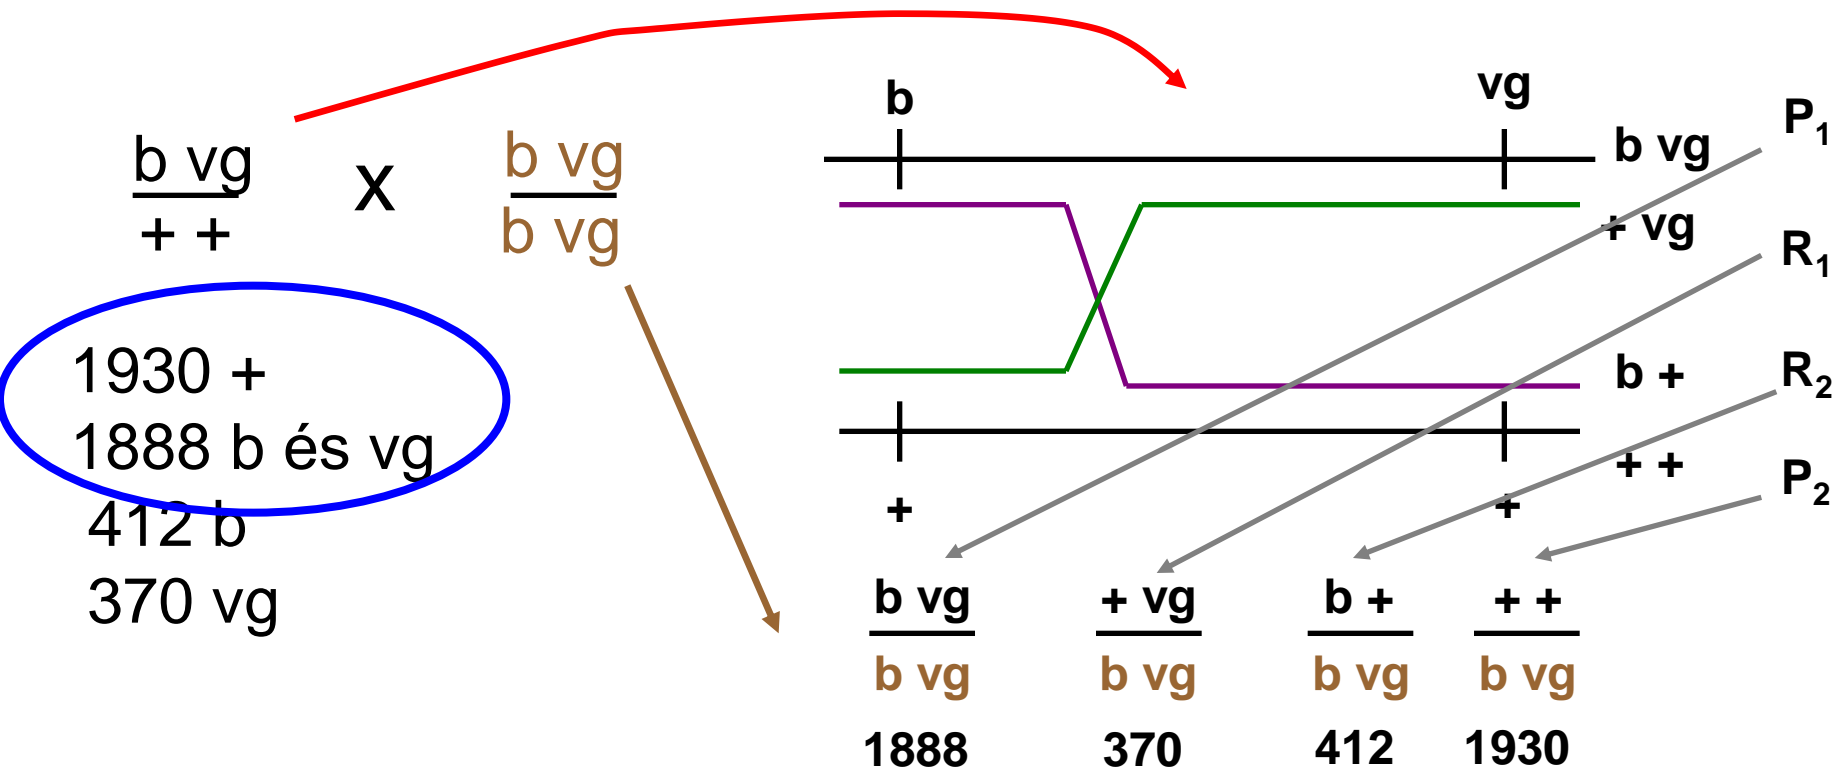 b vg
+ +
x
b vg
b vg
1930 +
1888 b és vg
412 b
370 vg
b
vg
b vg
+ vg
b +
+ +
+
+
P1
R1
R2
P2
b vg + vg b + + +
b vg b vg b vg b vg
1888 370 412 1930